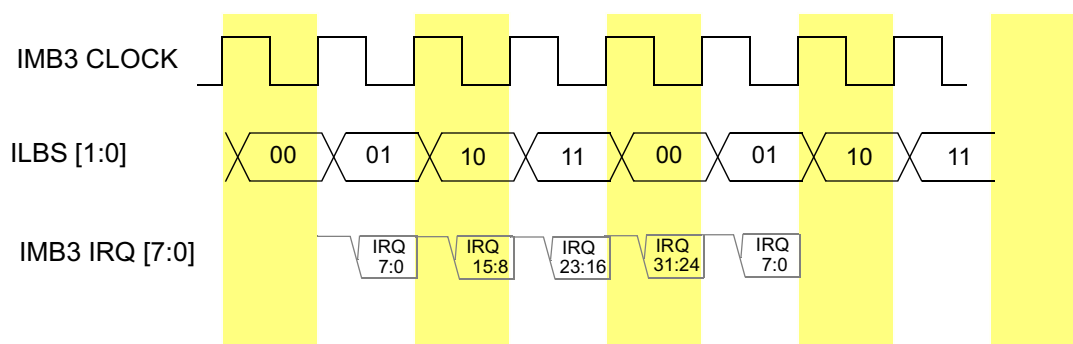 IMB3 CLOCK
ILBS [1:0] 00 01 10 11 00 01 10 11
IMB3 IRQ [7:0] IRQ IRQ IRQ IRQ IRQ
7:0 15:8 23:16 31:24 7:0